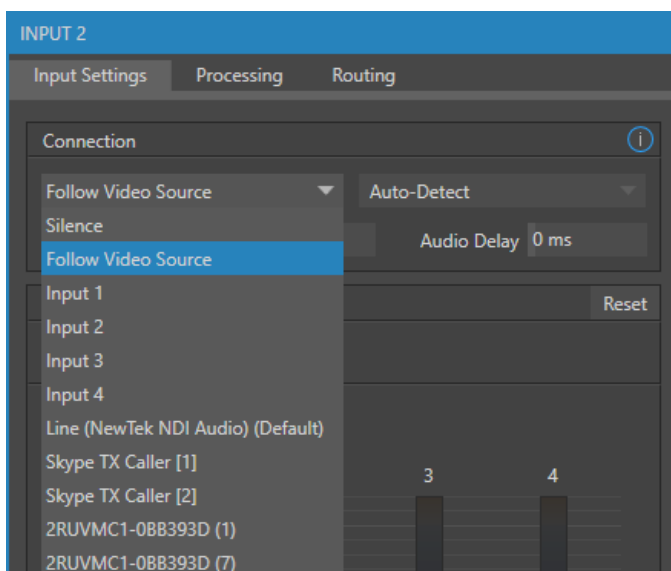 INPUT 2
Input Settings Processing Routing
Connection
Follow Video Source Auto-Detect
Silence
Audio Delay 0 ms
Follow Video Source
Input 1
Reset
Input 2
Input 3
Input 4
Line (NewTek NDI Audio) (Default)
Skype TX Caller [1]
3 4
Skype TX Caller [2]
2RUVMC1-0BB393D (1)
2RUVMC1-0BB393D (7)